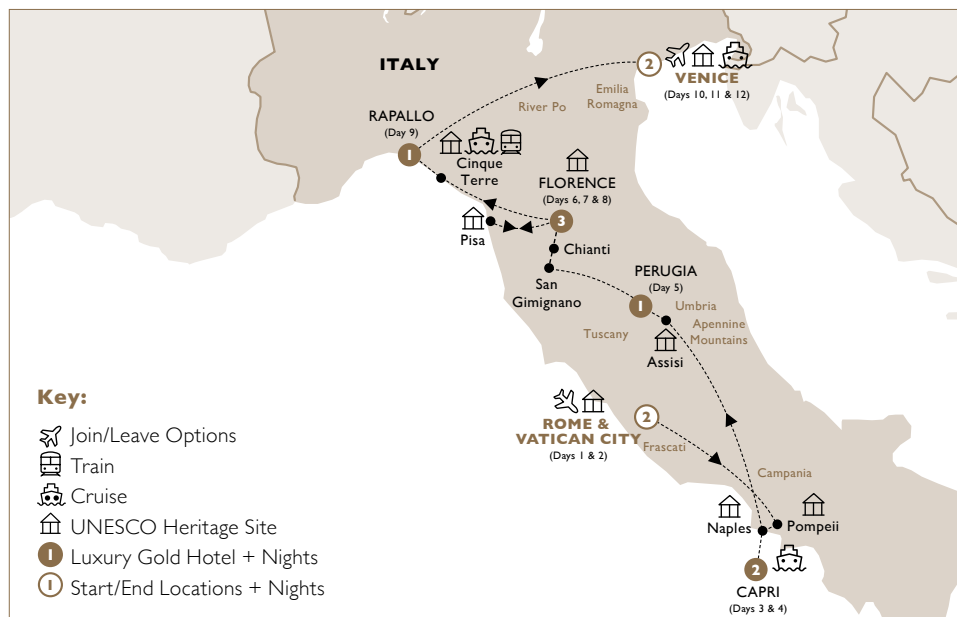 ITALY
2
VENICE
(Days 10, 11 & 12)
Emilia
Romagna
River Po
RAPALLO
(Day 9)
1
Cinque
Terre
FLORENCE
(Days 6, 7 & 8)
3
Pisa
Chianti
San
Gimignano
PERUGIA
(Day 5)
1
Umbria
Apennine
Mountains
Tuscany
Assisi
2
ROME &
VATICAN CITY
(Days 1 & 2)
Frascati
Campania
Naples
Pompeii
2
CAPRI
(Days 3 & 4)
Key:
Join/Leave Options
Train
Cruise
UNESCO Heritage Site
1 Luxury Gold Hotel + Nights
1 Start/End Locations + Nights